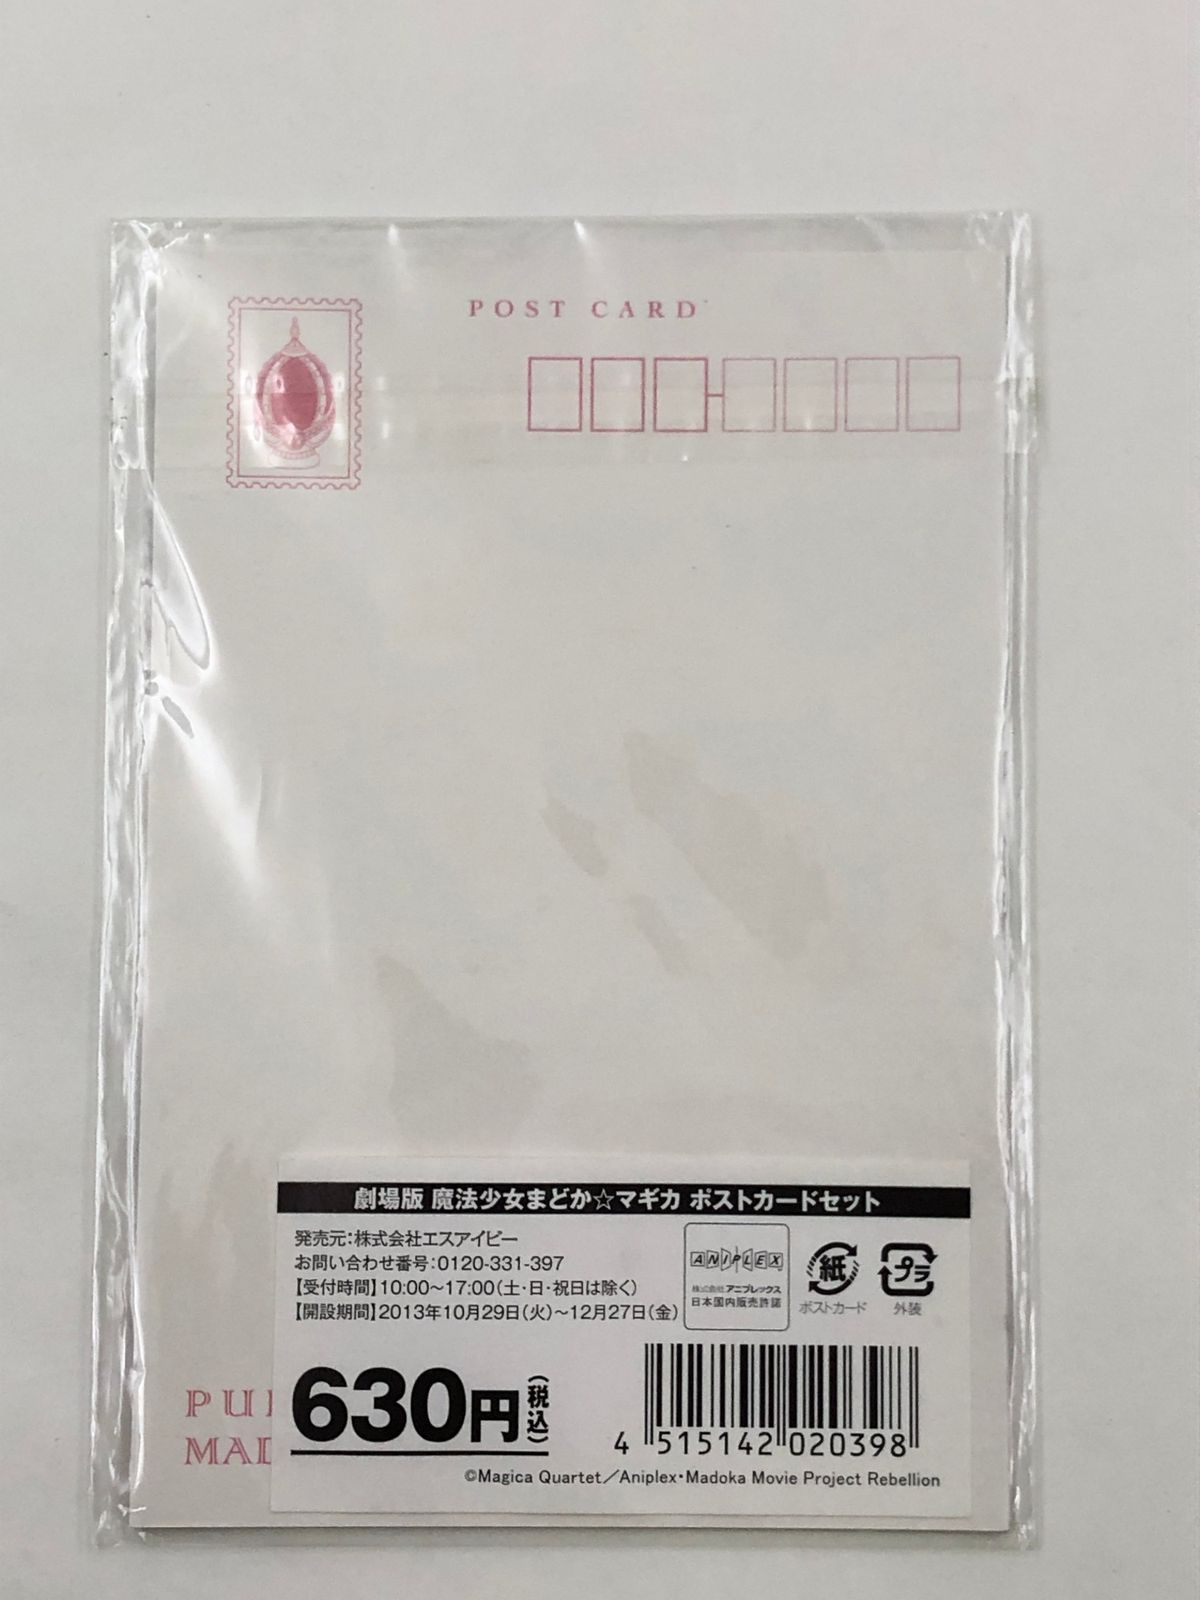 POST CARD
劇場版 魔法少女まどか☆マギカ ポストカードセット
発売元:株式会社エスアイピー
お問い合わせ番号:0120-331-397
【受付時間】10:00〜17:00(土・日・祝日は除く)
【開設期間】2013年10月29日(火)〜12月27日(金)
ANIPLEX
株式会社アニプレックス
日本国内販売許諾
紙
ポストカード
プラ
外装
PU
MAD
630円(税込)
4 515142 020398
©Magica Quartet/Aniplex・Madoka Movie Project Rebellion